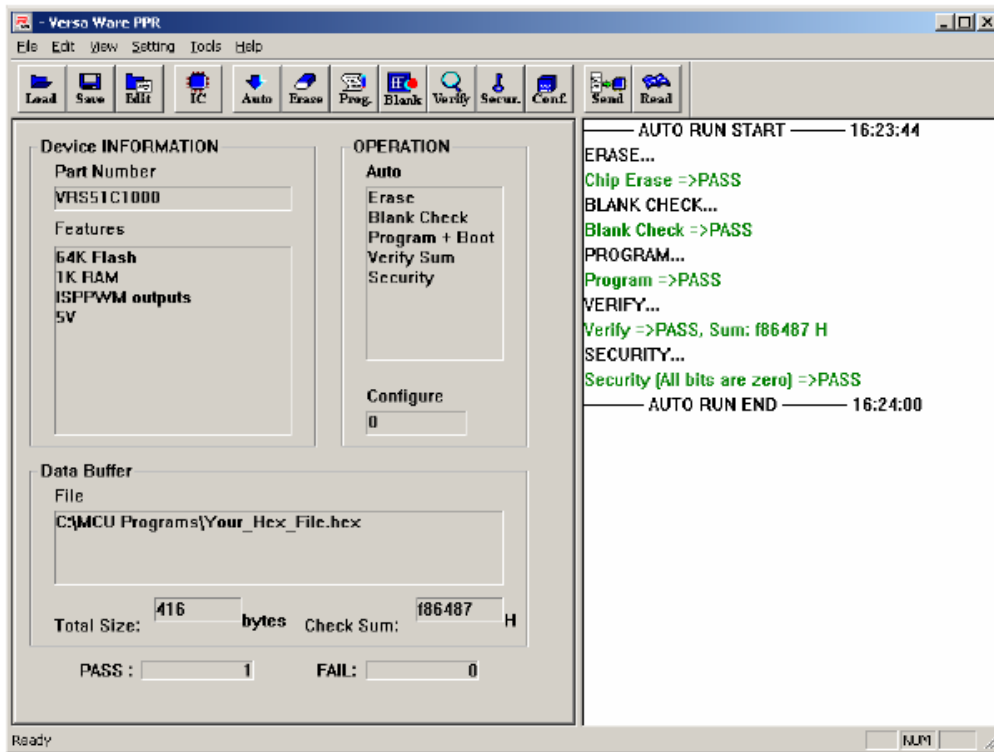 - Versa Ware PPR
File Edit View Setting Tools Help
Load Save Edit IC Auto Erase Prog. Blank Verify Secur. Conf. Send Read
Device INFORMATION
Part Number
VRS51C1000
Features
64K Flash
1K RAM
ISPPWM outputs
5V
OPERATION
Auto
Erase
Blank Check
Program + Boot
Verify Sum
Security
Configure
0
Data Buffer
File
C:\MCU Programs\Your_Hex_File.hex
Total Size: 416 bytes Check Sum: f86487 H
PASS : 1 FAIL: 0
AUTO RUN START 16:23:44
ERASE...
Chip Erase =>PASS
BLANK CHECK...
Blank Check =>PASS
PROGRAM...
Program =>PASS
VERIFY...
Verify =>PASS, Sum: f86487 H
SECURITY...
Security (All bits are zero) =>PASS
AUTO RUN END 16:24:00
Ready NUM